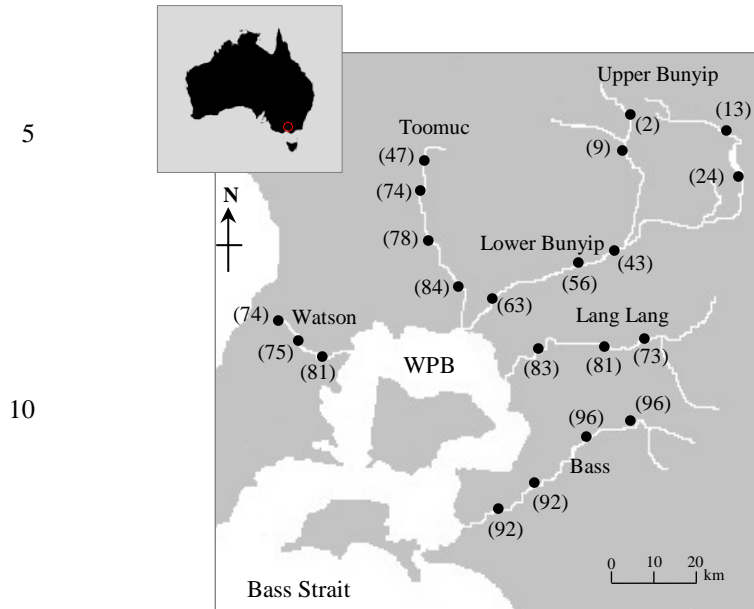 Upper Bunyip
5
Toomuc
(2)
(13)
(47)
(9)
(74)
(24)
N
(78)
Lower Bunyip
(43)
(56)
(84)
(63)
(74)
Watson
Lang Lang
(75)
(81)
WPB
(83)
(81)
(73)
10
(96)
(96)
Bass
(92)
(92)
0 10 20
km
Bass Strait